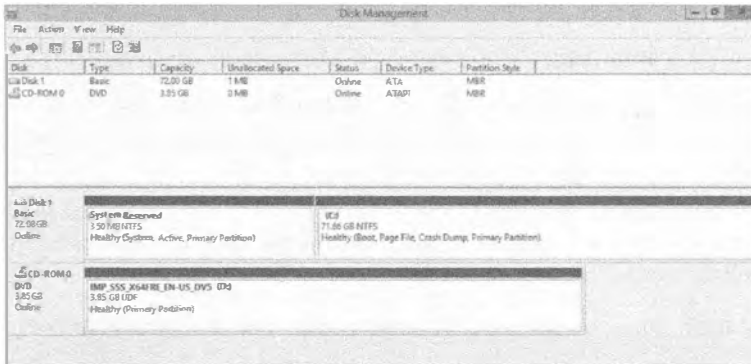 Disk Management
File Action View Help
Disk Type Capacity Unallocated Space Status Device Type Partition Style
Disk 1 Basic 72.00 GB 1 MB Online ATA MBR
CD-ROM 0 DVD 3.85 GB 0 MB Online ATAPI MBR
Disk 1
Basic
72.00 GB
Online
System Reserved
350 MB NTFS
Healthy (System, Active, Primary Partition)
(C:)
71.66 GB NTFS
Healthy (Boot, Page File, Crash Dump, Primary Partition)
CD-ROM 0
DVD
3.85 GB
Online
IMP_SSS_X64FRE_EN-US_DV5 (D:)
3.85 GB UDF
Healthy (Primary Partition)